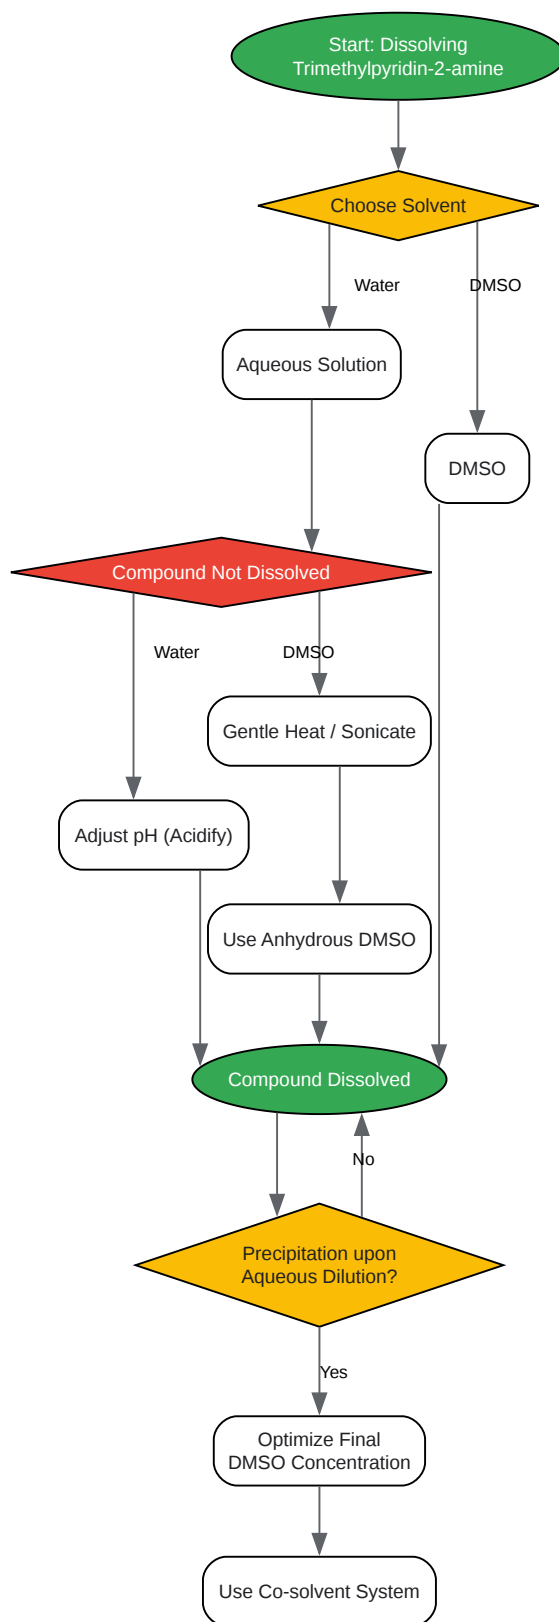 Start: Dissolving
Trimethylpyridin-2-amine
Choose Solvent
Water
DMSO
Aqueous Solution
DMSO
Compound Not Dissolved
Water
DMSO
Gentle Heat / Sonicate
Adjust pH (Acidify)
Use Anhydrous DMSO
Compound Dissolved
No
Precipitation upon
Aqueous Dilution?
Yes
Optimize Final
DMSO Concentration
Use Co-solvent System